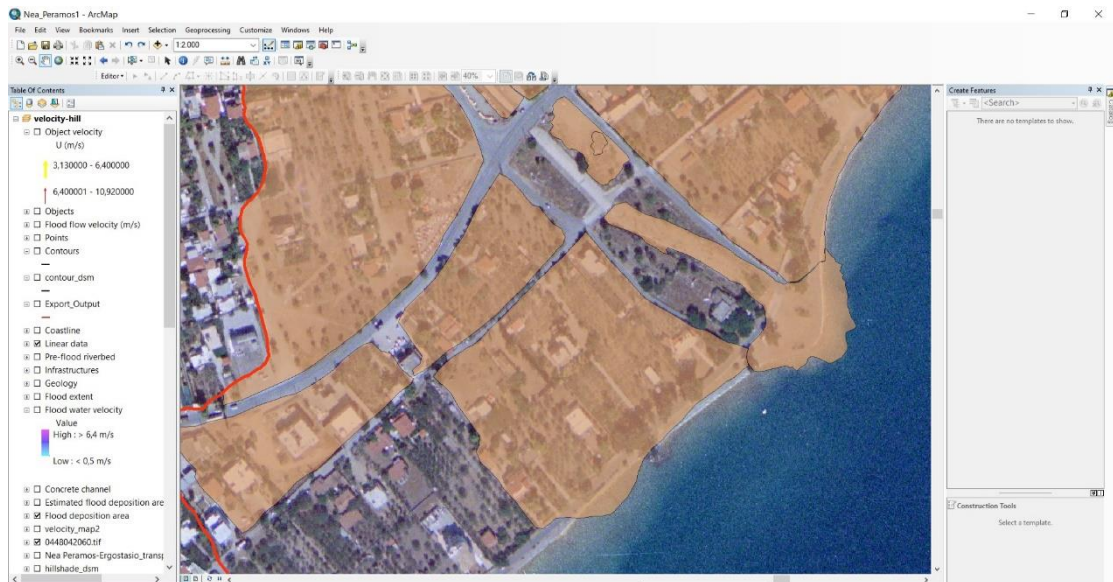 Nea_Peramos1 - ArcMap
File Edit View Bookmarks Insert Selection Geoprocessing Customize Windows Help
1:2.000
Editor
40%
Table Of Contents
Create Features
velocity-hill
<Search>
Object velocity
There are no templates to show.
U (m/s)
3,130000 - 6,400000
6,400001 - 10,920000
Objects
Flood flow velocity (m/s)
Points
Contours
contour_dsm
Export_Output
Coastline
Linear data
Pre-flood riverbed
Infrastructures
Geology
Flood extent
Flood water velocity
Value
High : > 6,4 m/s
Low : < 0,5 m/s
Concrete channel
Estimated flood deposition are
Flood deposition area
velocity_map2
0448042060.tif
Nea Peramos-Ergostasio_transp
hillshade_dsm
Construction Tools
Select a template.